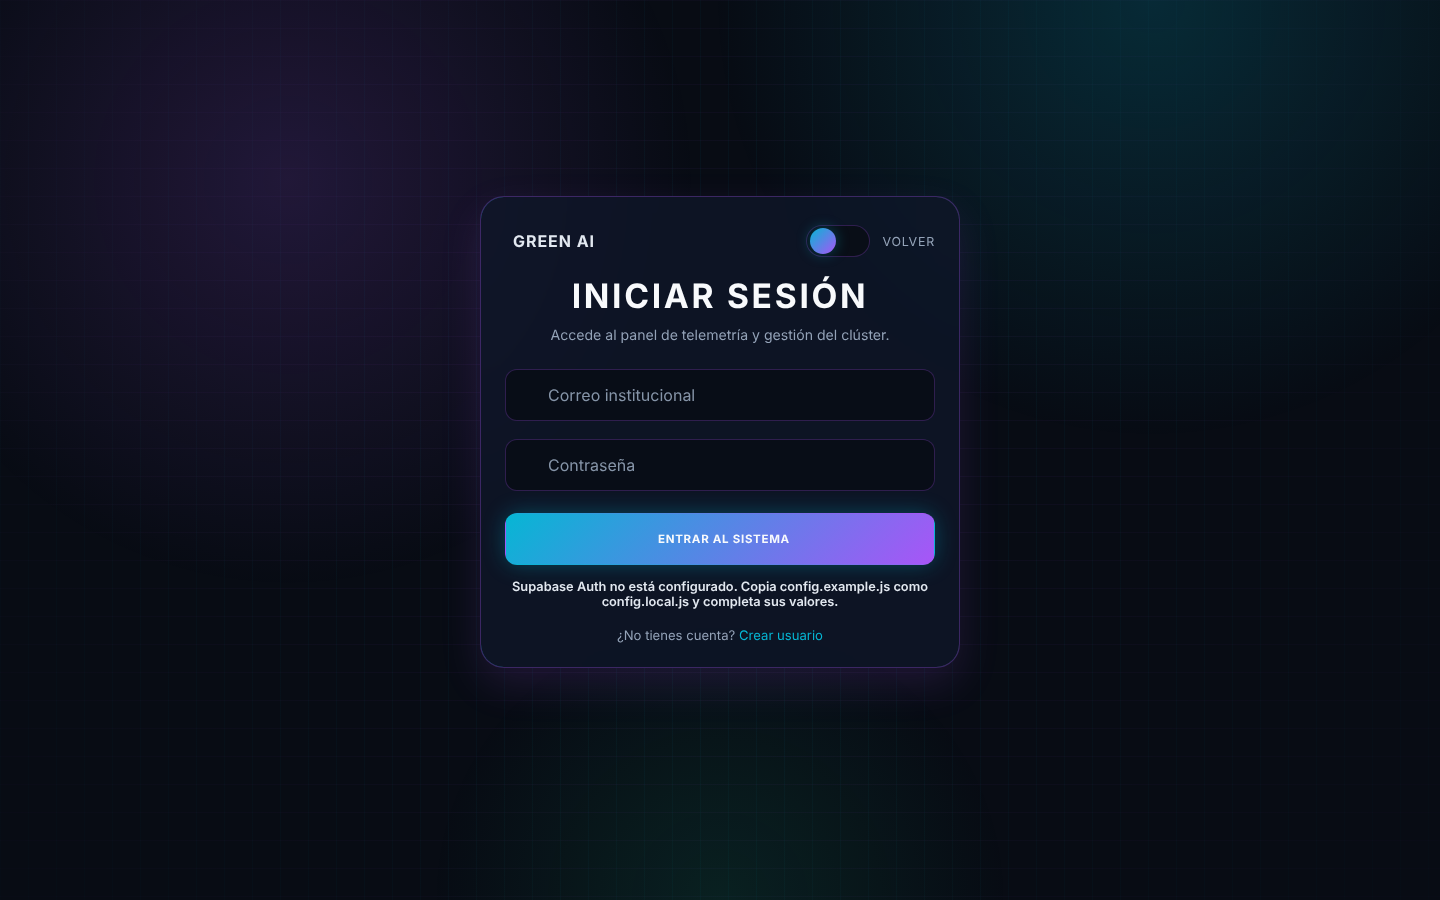 GREEN AI
VOLVER
INICIAR SESIÓN
Accede al panel de telemetría y gestión del clúster.
Correo institucional
Contraseña
ENTRAR AL SISTEMA
Supabase Auth no está configurado. Copia config.example.js como
config.local.js y completa sus valores.
¿No tienes cuenta? Crear usuario